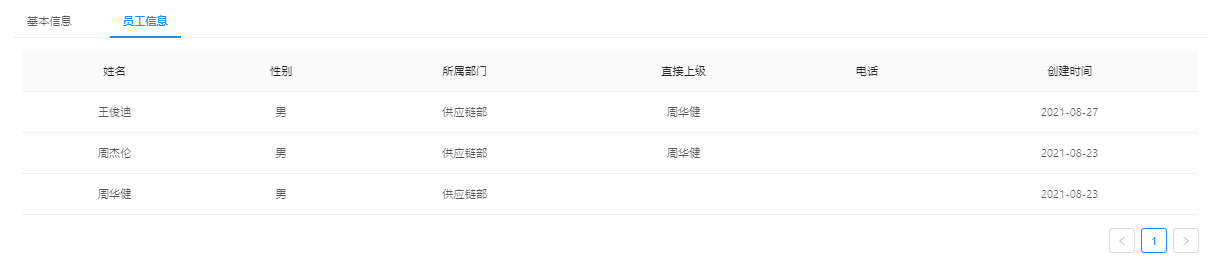 基本信息 员工信息
姓名 性别 所属部门 直接上级 电话 创建时间
王俊迪 男 供应链部 周华健 2021-08-27
周杰伦 男 供应链部 周华健 2021-08-23
周华健 男 供应链部 2021-08-23
1